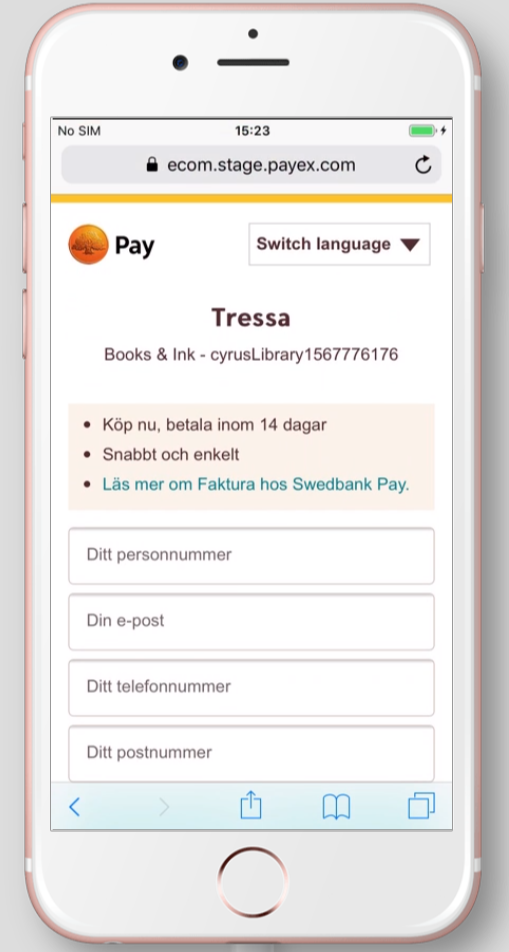 No SIM 15:23
ecom.stage.payex.com
Pay Switch language
Tressa
Books & Ink - cyrusLibrary1567776176
Köp nu, betala inom 14 dagar
Snabbt och enkelt
Läs mer om Faktura hos Swedbank Pay.
Ditt personnummer
Din e-post
Ditt telefonnummer
Ditt postnummer